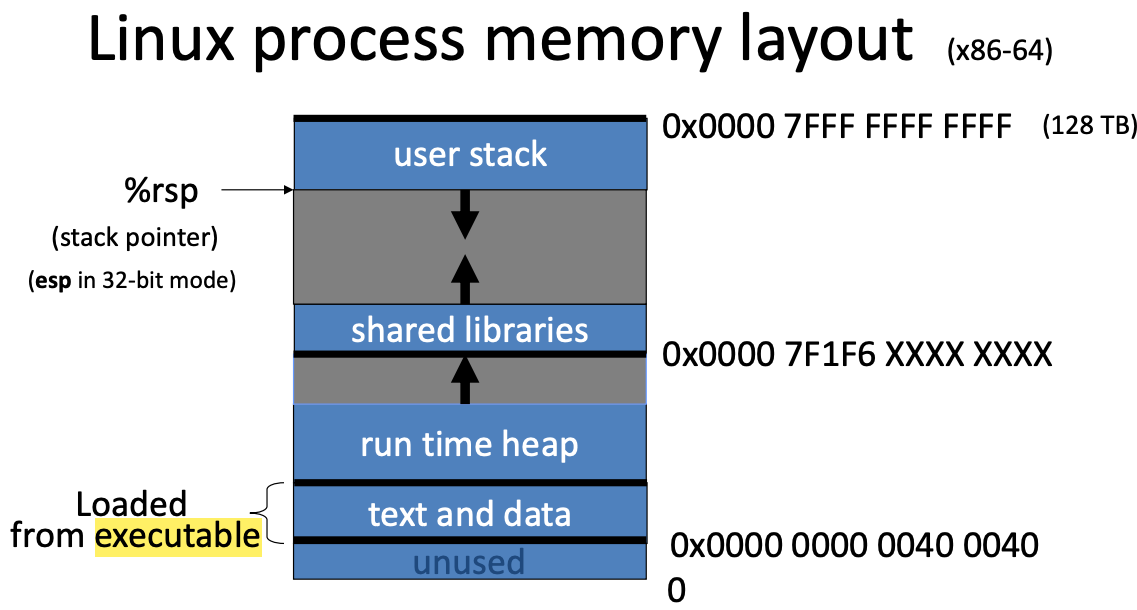 Linux process memory layout (x86-64)
0x0000 7FFF FFFF FFFF (128 TB)
user stack
%rsp
(stack pointer)
(esp in 32-bit mode)
shared libraries
0x0000 7F1F6 XXXX XXXX
run time heap
Loaded
from executable
text and data
0x0000 0000 0040 0040
unused
0